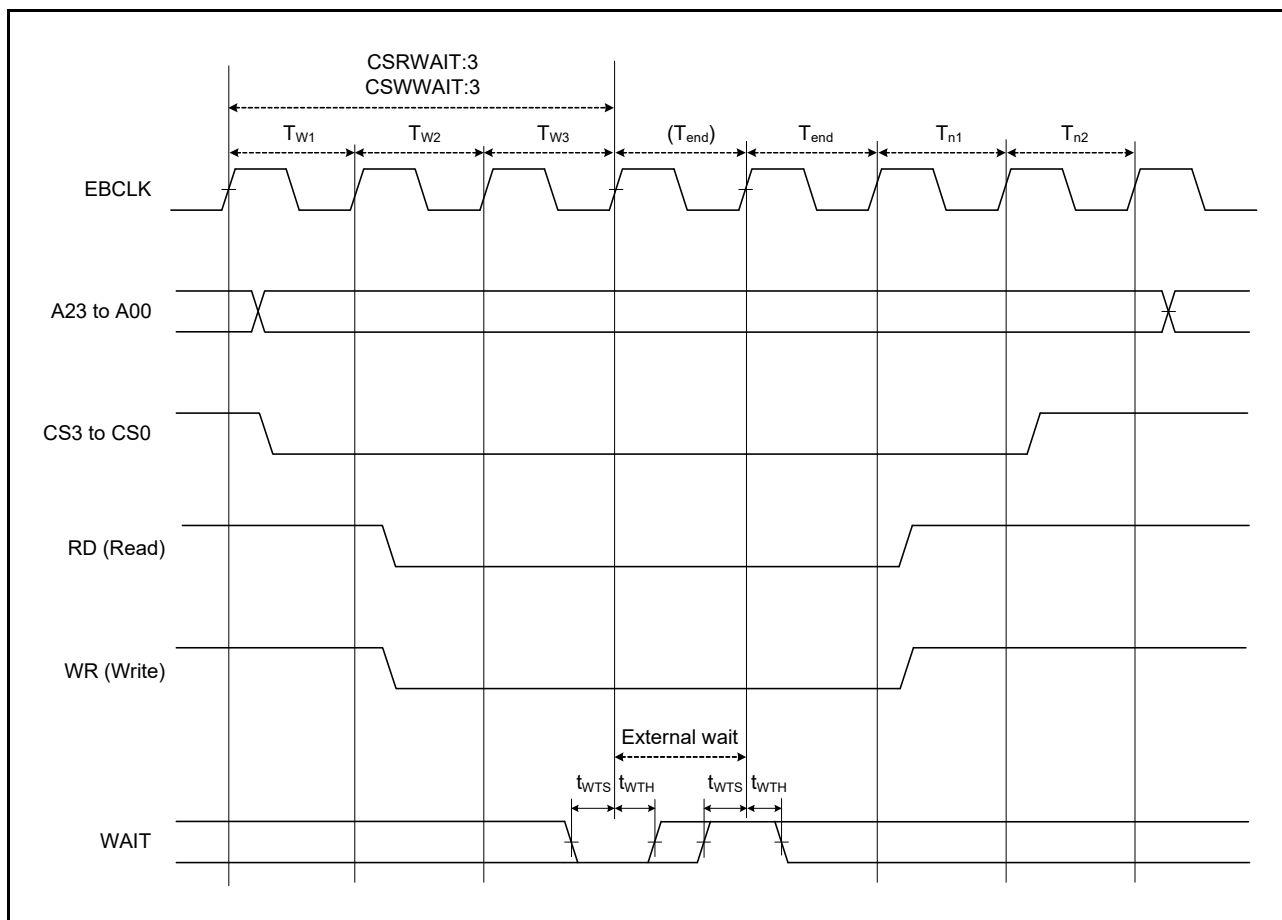 CSRWAIT:3
CSWWAIT:3
TW1 TW2 TW3 (Tend) Tend Tn1 Tn2
EBCLK
A23 to A00
CS3 to CS0
RD (Read)
WR (Write)
External wait
tWTS tWTH tWTS tWTH
WAIT